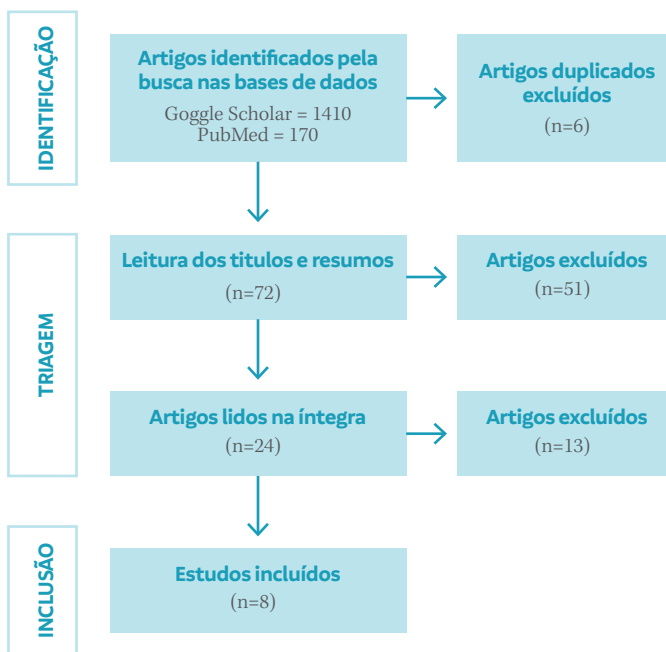 IDENTIFICAÇÃO
Artigos identificados pela
busca nas bases de dados
Goggle Scholar = 1410
PubMed = 170
Artigos duplicados
excluídos
(n=6)
TRIAGEM
Leitura dos titulos e resumos
(n=72)
Artigos excluídos
(n=51)
Artigos lidos na íntegra
(n=24)
Artigos excluídos
(n=13)
INCLUSÃO
Estudos incluídos
(n=8)